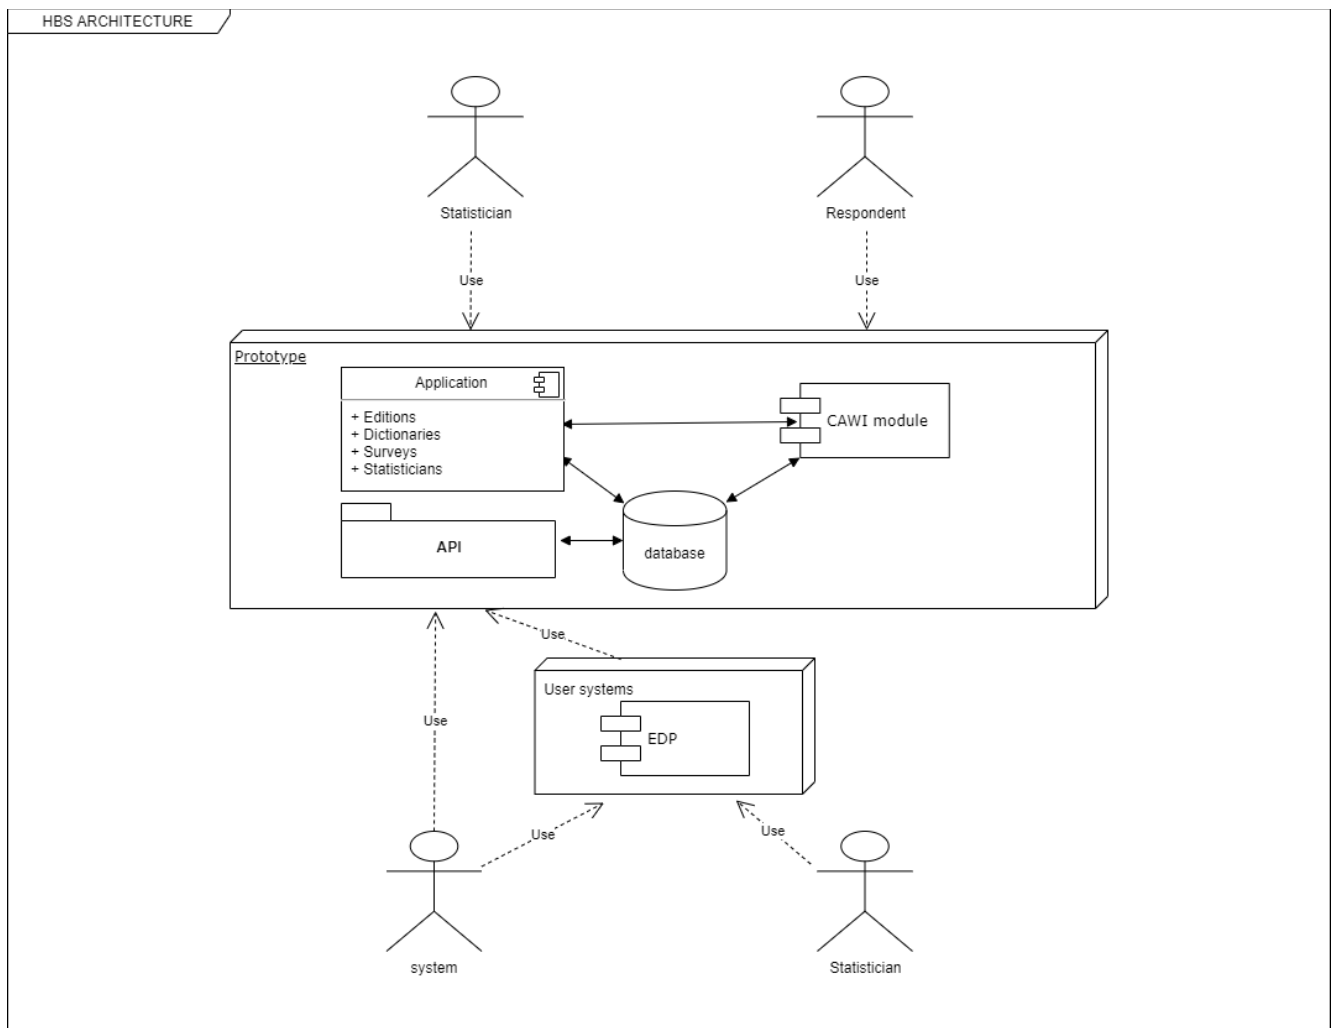 HBS ARCHITECTURE
Statistician
Respondent
Use
Use
Prototype
Application
+ Editions
+ Dictionaries
+ Surveys
+ Statisticians
CAWI module
API
database
Use
User systems
EDP
Use
Use
Use
system
Statistician